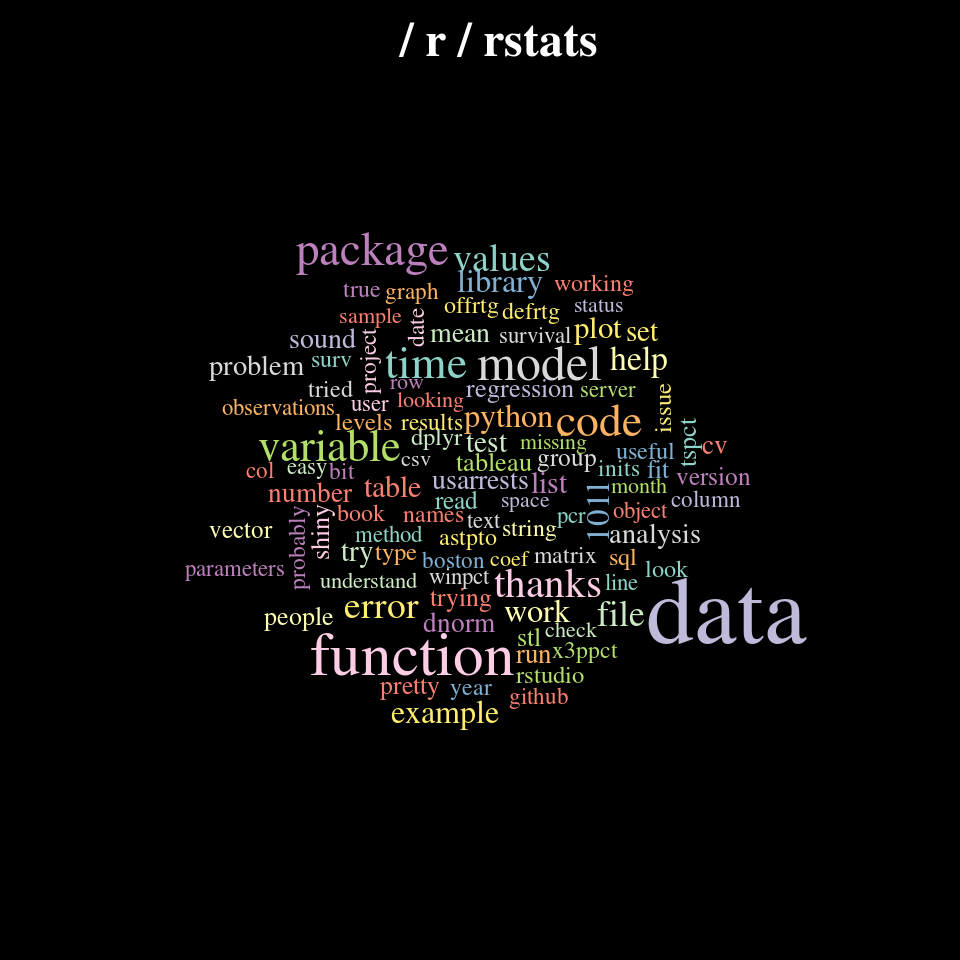 / r / rstats
package
values
library
working
true
graph
offrtg
defrtg
status
sample
date
sound
mean
survival
plot
set
problem
surv
project
time
model
help
tried
row
regression
server
observations
user
looking
issue
levels
results
python
code
variable
dplyr
test
missing
useful
tspct
cv
col
easy
bit
csv
tableau
group
inits
fit
version
number
table
usarrests
list
month
read
space
column
vector
probably
shiny
book
names
text
string
pcr
1011
object
method
astpto
analysis
parameters
try
type
boston
coef
matrix
sql
look
understand
winpct
thanks
line
data
people
error
trying
work
file
dnorm
stl
check
function
run
x3ppct
rstudio
pretty
year
github
example